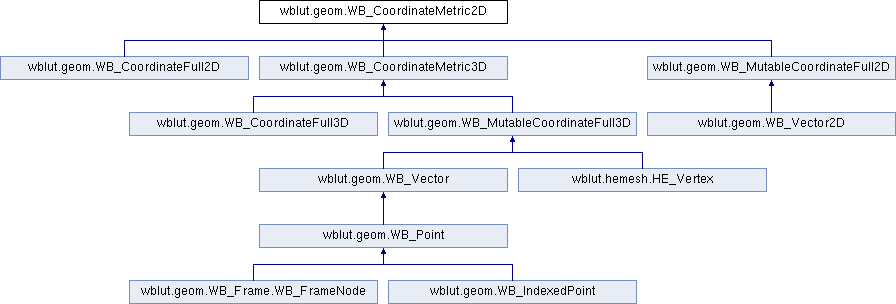 wblut.geom.WB_CoordinateMetric2D
wblut.geom.WB_CoordinateFull2D
wblut.geom.WB_CoordinateMetric3D
wblut.geom.WB_MutableCoordinateFull2D
wblut.geom.WB_CoordinateFull3D
wblut.geom.WB_MutableCoordinateFull3D
wblut.geom.WB_Vector2D
wblut.geom.WB_Vector
wblut.hemesh.HE_Vertex
wblut.geom.WB_Point
wblut.geom.WB_Frame.WB_FrameNode
wblut.geom.WB_IndexedPoint